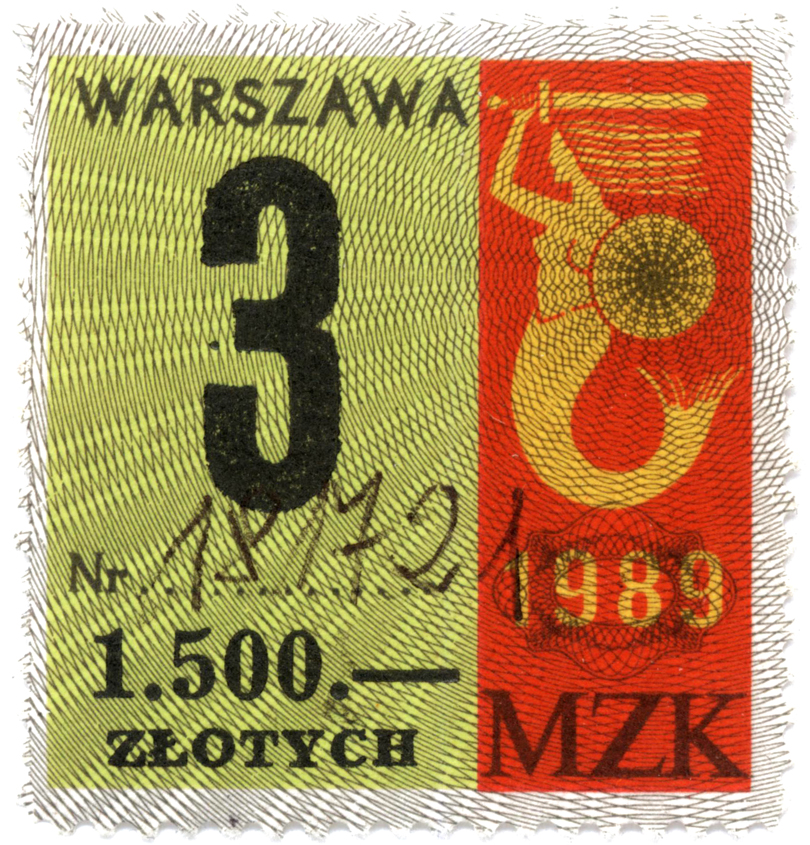 WARSZAWA
3
Nr
1.500.—
ZŁOTYCH
1989
MZK